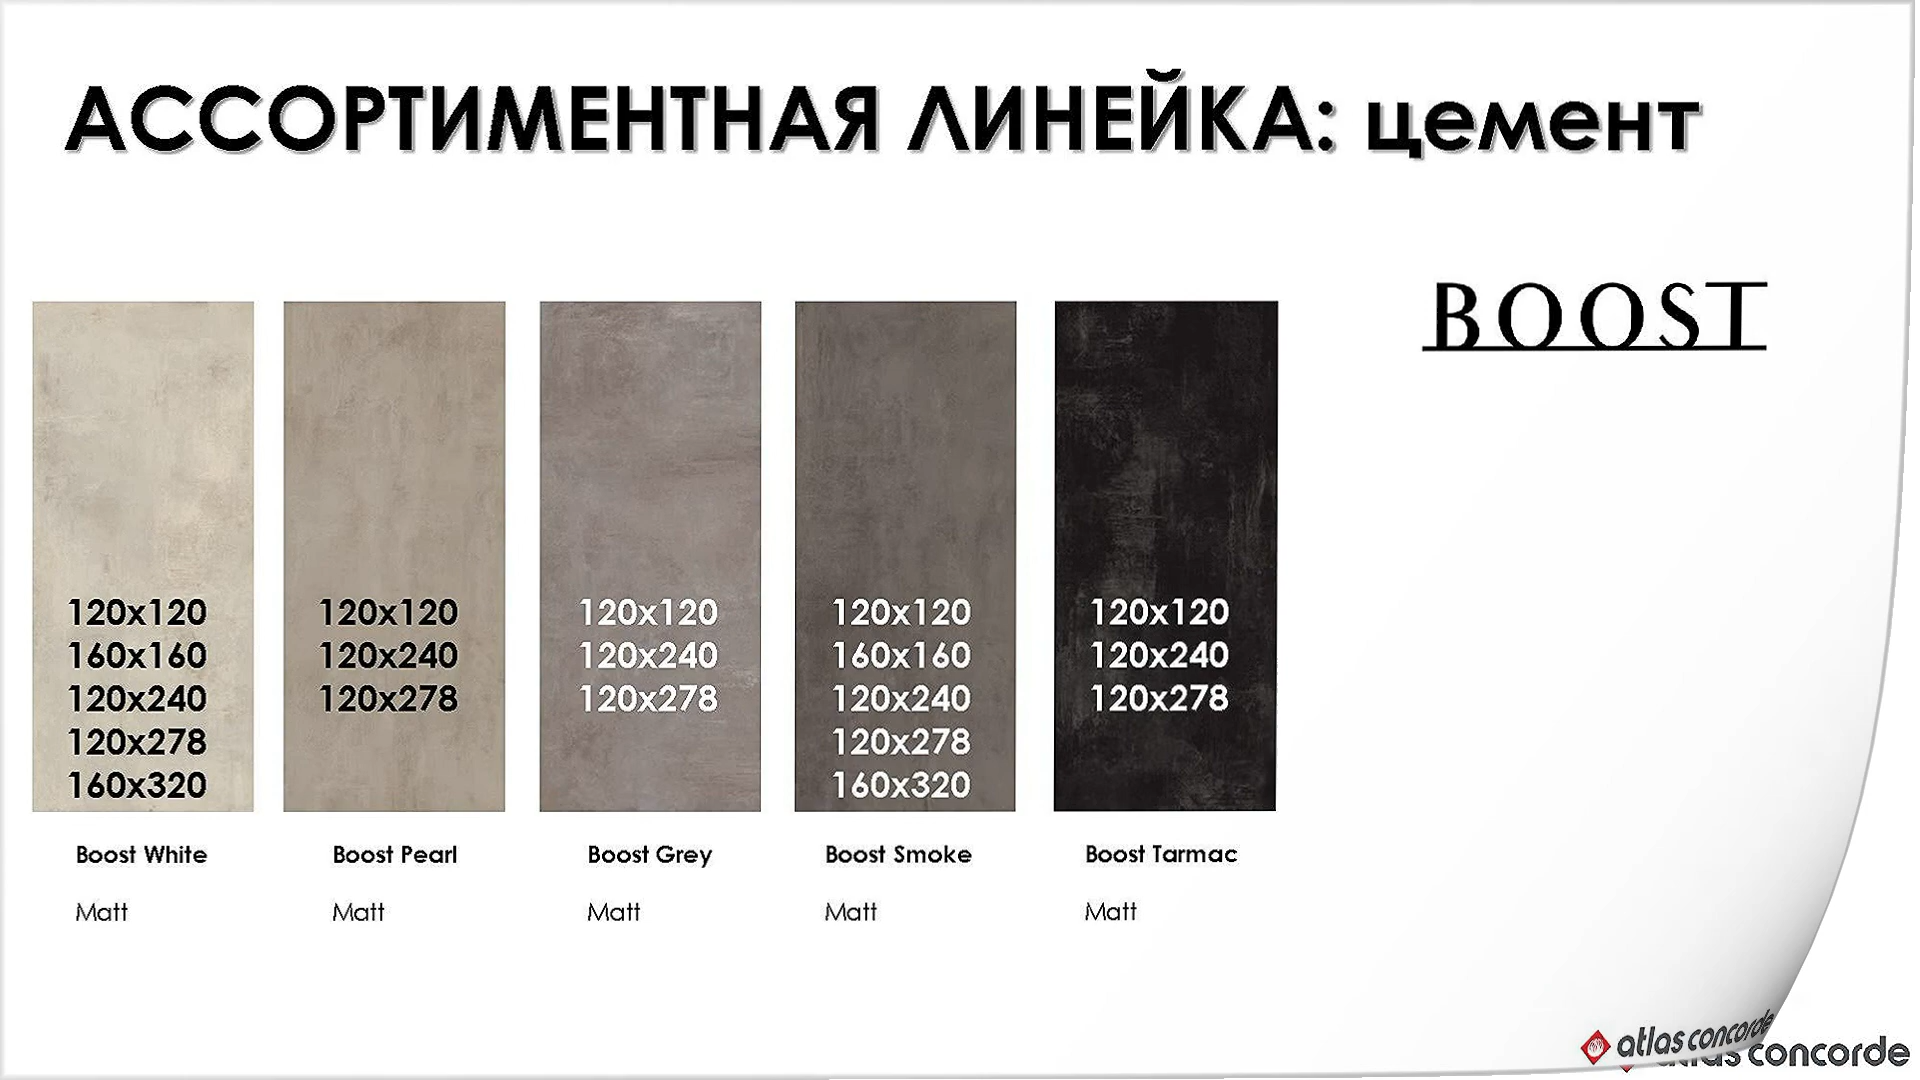 АССОРТИМЕНТНАЯ ЛИНЕЙКА: цемент
BOOST
120x120
160x160
120x240
120x278
160x320
Boost White
Matt
120x120
120x240
120x278
Boost Pearl
Matt
120x120
120x240
120x278
Boost Grey
Matt
120x120
160x160
120x240
120x278
160x320
Boost Smoke
Matt
120x120
120x240
120x278
Boost Tarmac
Matt
atlas concorde
concorde